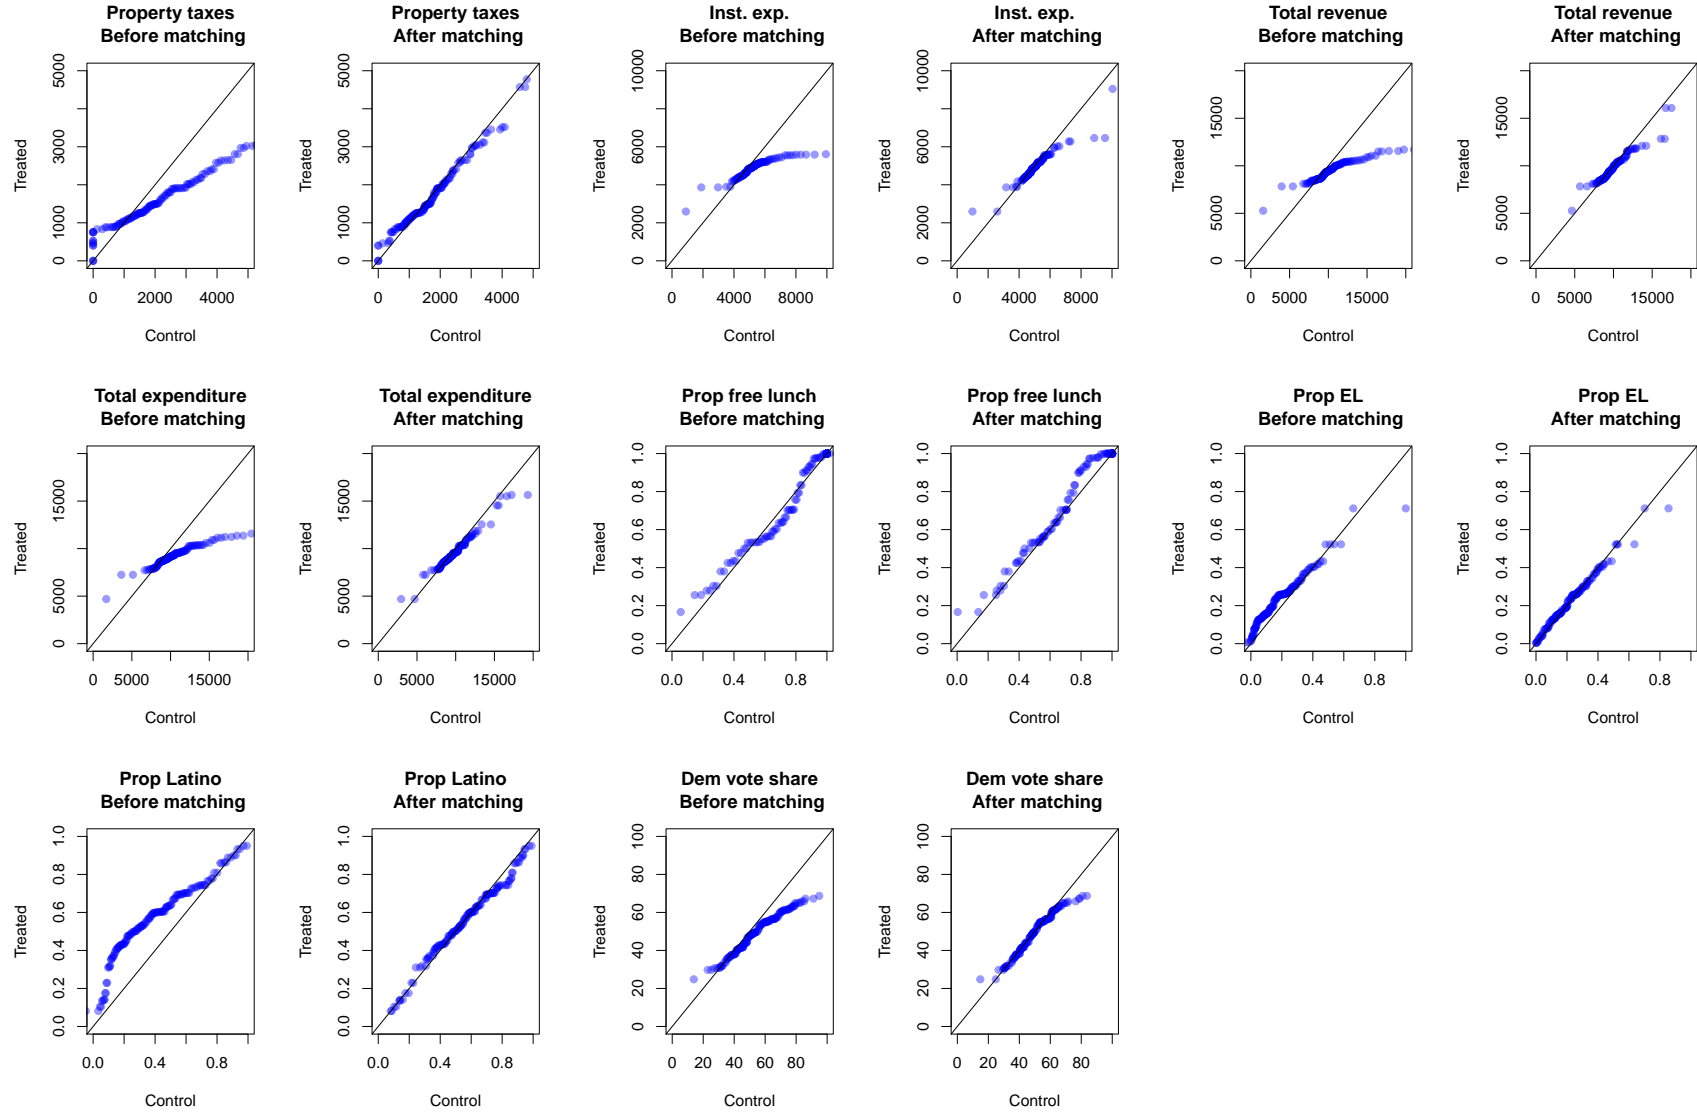 Property taxes
Before matching
Treated
0 1000 3000 5000
0 2000 4000
Control
Property taxes
After matching
Treated
0 1000 3000 5000
0 2000 4000
Control
Inst. exp.
Before matching
Treated
0 2000 6000 10000
0 4000 8000
Control
Inst. exp.
After matching
Treated
0 2000 6000 10000
0 4000 8000
Control
Total revenue
Before matching
Treated
0 5000 15000
0 5000 15000
Control
Total revenue
After matching
Treated
0 5000 15000
0 5000 15000
Control
Total expenditure
Before matching
Treated
0 5000 15000
0 5000 15000
Control
Total expenditure
After matching
Treated
0 5000 15000
0 5000 15000
Control
Prop free lunch
Before matching
Treated
0.0 0.2 0.4 0.6 0.8 1.0
0.0 0.4 0.8
Control
Prop free lunch
After matching
Treated
0.0 0.2 0.4 0.6 0.8 1.0
0.0 0.4 0.8
Control
Prop EL
Before matching
Treated
0.0 0.2 0.4 0.6 0.8 1.0
0.0 0.4 0.8
Control
Prop EL
After matching
Treated
0.0 0.2 0.4 0.6 0.8 1.0
0.0 0.4 0.8
Control
Prop Latino
Before matching
Treated
0.0 0.2 0.4 0.6 0.8 1.0
0.0 0.4 0.8
Control
Prop Latino
After matching
Treated
0.0 0.2 0.4 0.6 0.8 1.0
0.0 0.4 0.8
Control
Dem vote share
Before matching
Treated
0 20 40 60 80 100
0 20 40 60 80
Control
Dem vote share
After matching
Treated
0 20 40 60 80 100
0 20 40 60 80
Control